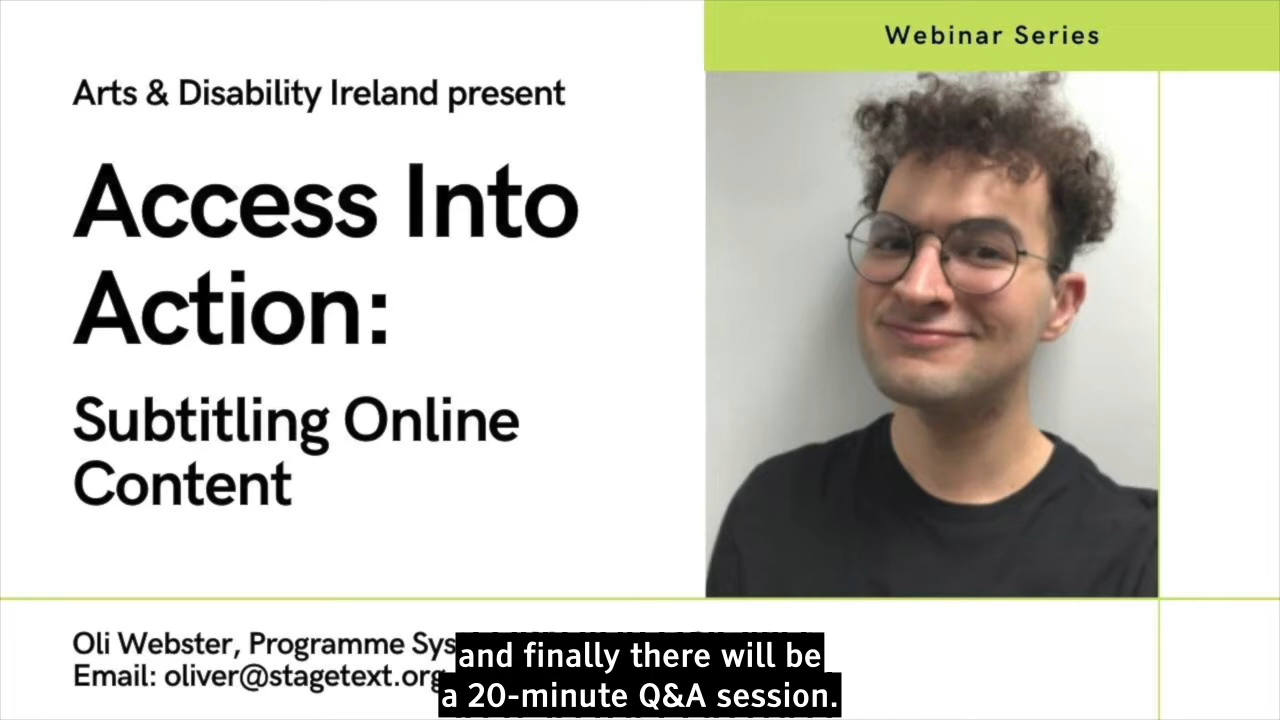 Webinar Series
Arts & Disability Ireland present
Access Into
Action:
Subtitling Online
Content
Oli Webster, Programme
Email: oliver@stagetext.org
and finally there will be
a 20-minute Q&A session.